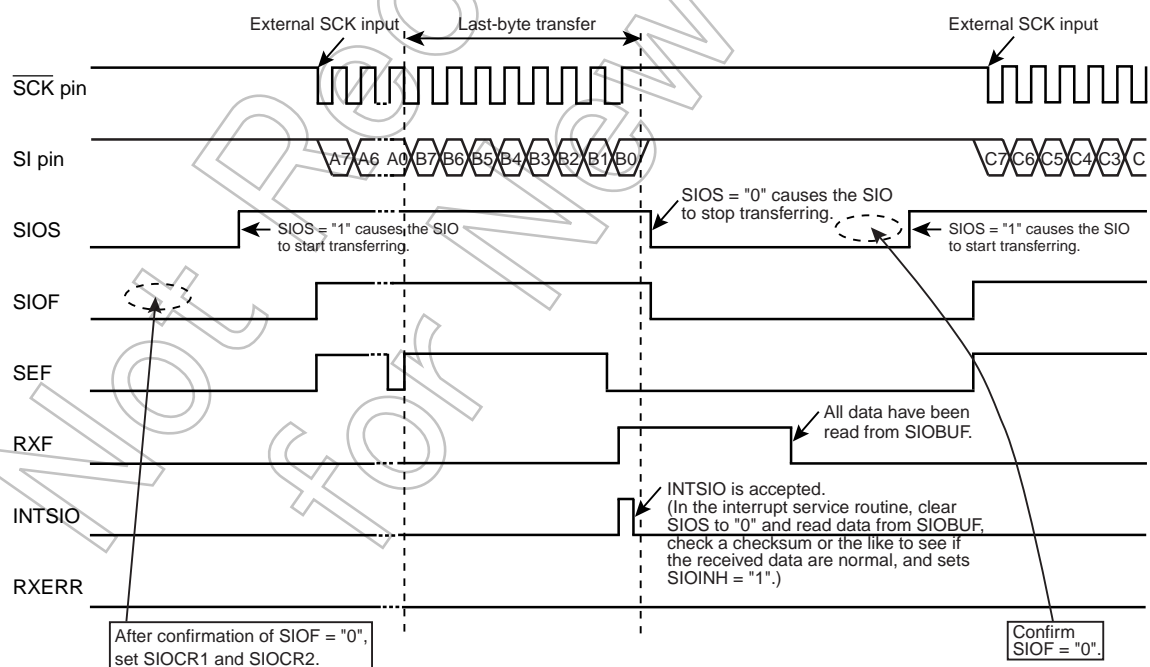 External SCK input
Last-byte transfer
External SCK input
SCK pin
SI pin
A7 A6 A0 B7 B6 B5 B4 B3 B2 B1 B0
C7 C6 C5 C4 C3 C
SIOS
SIOS = "1" causes the SIO
to start transferring.
SIOS = "0" causes the SIO
to stop transferring.
SIOS = "1" causes the SIO
to start transferring.
SIOF
SEF
RXF
All data have been
read from SIOBUF.
INTSIO
INTSIO is accepted.
(In the interrupt service routine, clear
SIOS to "0" and read data from SIOBUF,
check a checksum or the like to see if
the received data are normal, and sets
SIOINH = "1".)
RXERR
After confirmation of SIOF = "0",
set SIOCR1 and SIOCR2.
Confirm
SIOF = "0".
Not Reco
for New